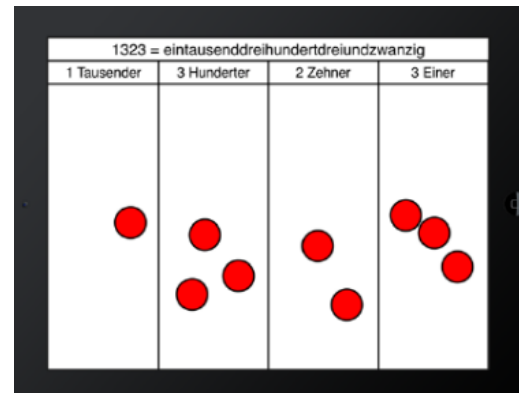 1323 = eintausenddreihundertdreiundzwanzig
1 Tausender 3 Hunderter 2 Zehner 3 Einer